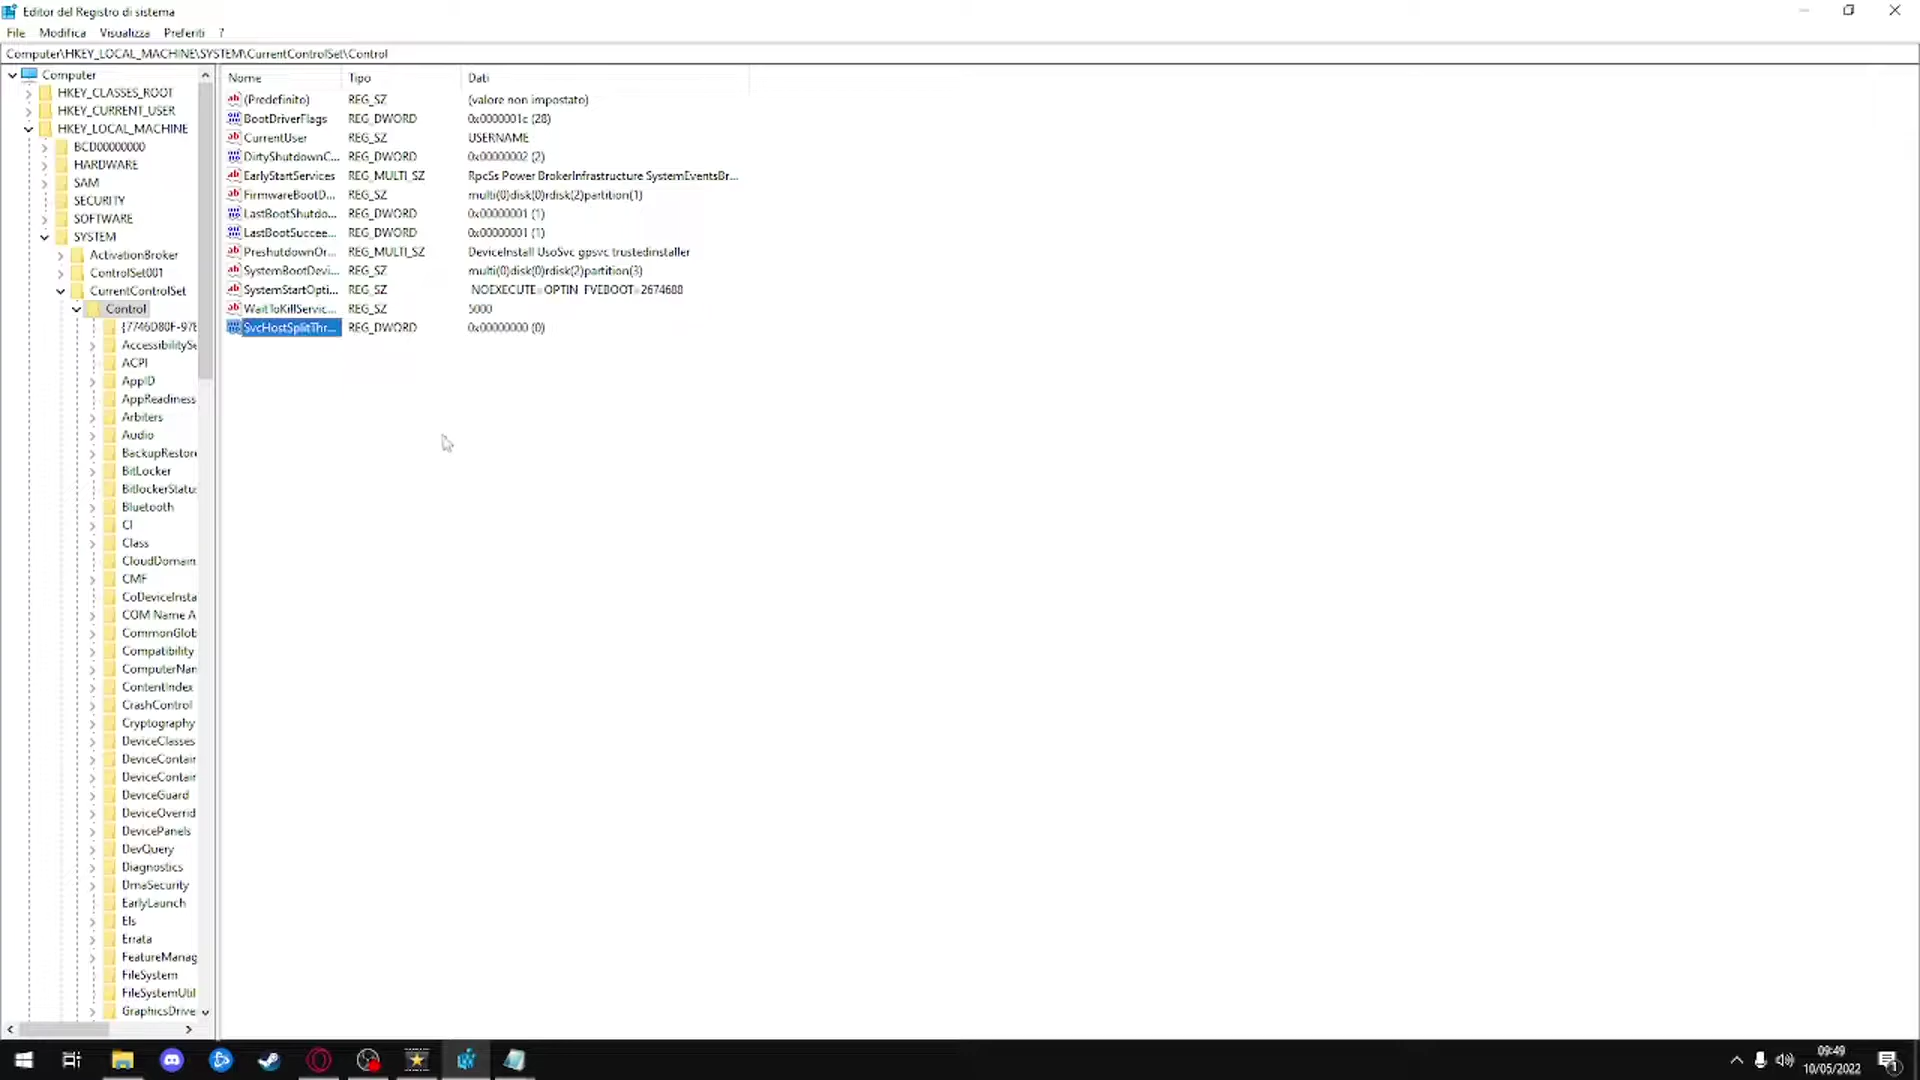 Editor del Registro di sistema
File Modifica Visualizza Preferiti ?
Computer\HKEY_LOCAL_MACHINE\SYSTEM\CurrentControlSet\Control
Computer
HKEY_CLASSES_ROOT
HKEY_CURRENT_USER
HKEY_LOCAL_MACHINE
BCD00000000
HARDWARE
SAM
SECURITY
SOFTWARE
SYSTEM
ActivationBroker
ControlSet001
CurrentControlSet
Control
{7746D80F-97E
AccessibilitySe
ACPI
AppID
AppReadiness
Arbiters
Audio
BackupRestore
BitLocker
BitlockerStatus
Bluetooth
CI
Class
CloudDomain
CMF
CoDeviceInsta
COM Name A
CommonGlob
Compatibility
ComputerNan
ContentIndex
CrashControl
Cryptography
DeviceClasses
DeviceContair
DeviceContair
DeviceGuard
DeviceOverrid
DevicePanels
DevQuery
Diagnostics
DmaSecurity
EarlyLaunch
Els
Errata
FeatureManag
FileSystem
FileSystemUtil
GraphicsDrive
Nome Tipo Dati
(Predefinito) REG_SZ (valore non impostato)
BootDriverFlags REG_DWORD 0x0000001c (28)
CurrentUser REG_SZ USERNAME
DirtyShutdownC... REG_DWORD 0x00000002 (2)
EarlyStartServices REG_MULTI_SZ RpcSs Power BrokerInfrastructure SystemEventsBr...
FirmwareBootD... REG_SZ multi(0)disk(0)rdisk(2)partition(1)
LastBootShutdo... REG_DWORD 0x00000001 (1)
LastBootSuccee... REG_DWORD 0x00000001 (1)
PreshutdownOr... REG_MULTI_SZ DeviceInstall UsoSvc gpsvc trustedinstaller
SystemBootDevi... REG_SZ multi(0)disk(0)rdisk(2)partition(3)
SystemStartOpti... REG_SZ NOEXECUTE=OPTIN FVEBOOT=2674688
WaitToKillServic... REG_SZ 5000
SvcHostSplitThr... REG_DWORD 0x00000000 (0)
09:49
10/05/2022
1